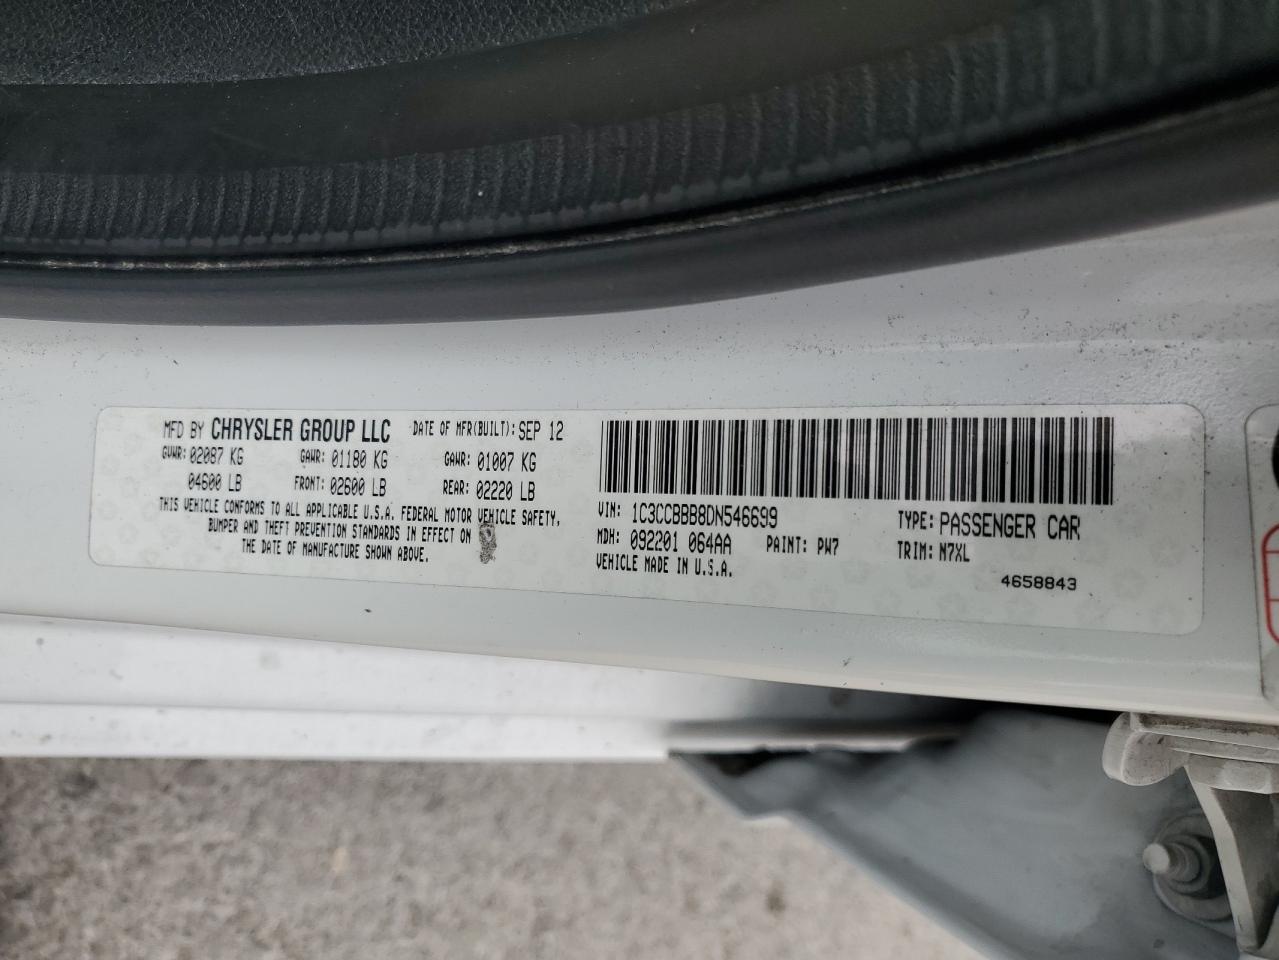 MFD BY CHRYSLER GROUP LLC DATE OF MFR(BUILT): SEP 12
GVWR: 02087 KG GAWR: 01180 KG GAWR: 01007 KG
04600 LB FRONT: 02600 LB REAR: 02220 LB
THIS VEHICLE CONFORMS TO ALL APPLICABLE U.S.A. FEDERAL MOTOR VEHICLE SAFETY,
BUMPER AND THEFT PREVENTION STANDARDS IN EFFECT ON
THE DATE OF MANUFACTURE SHOWN ABOVE.
VIN: 1C3CCBBB8DN546699 TYPE: PASSENGER CAR
MDH: 092201 064AA PAINT: PW7 TRIM: N7XL
VEHICLE MADE IN U.S.A.
4658843